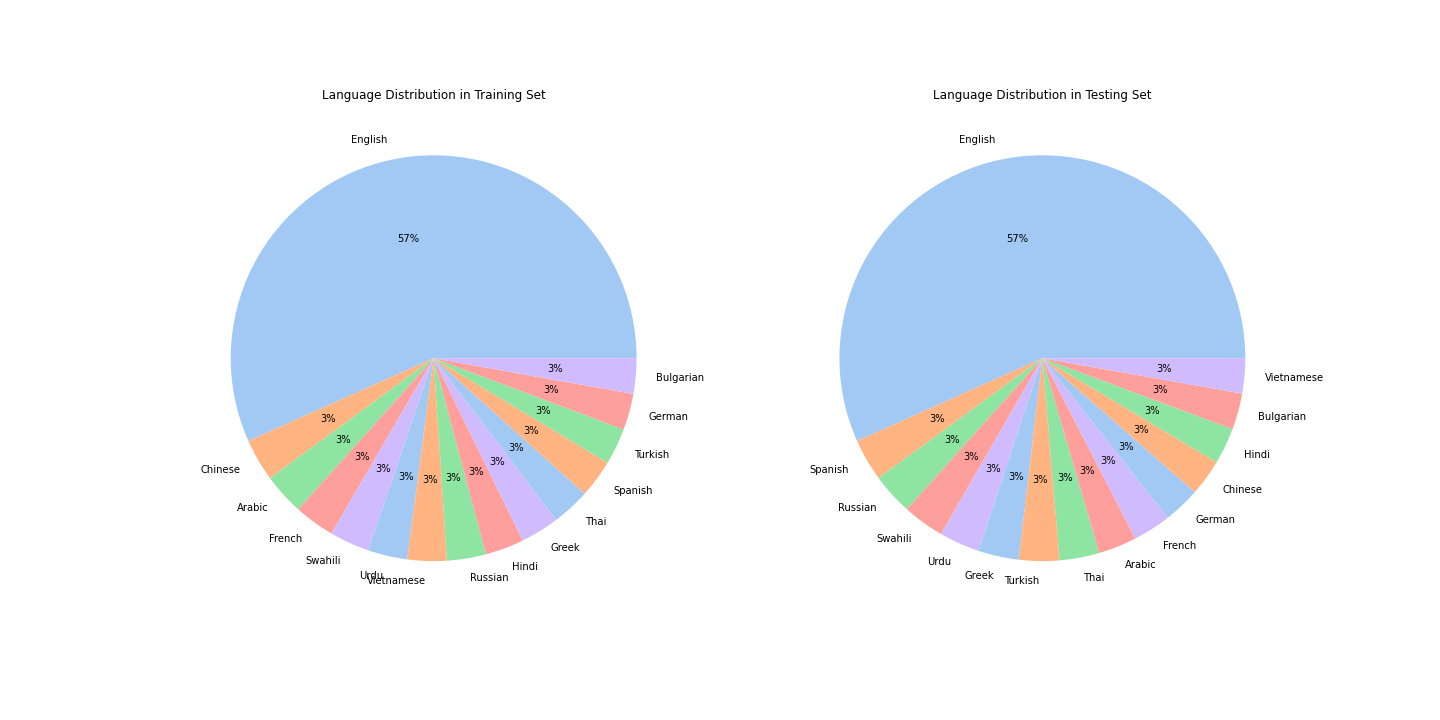 Language Distribution in Training Set
English
57%
3%
Bulgarian
3%
German
3%
Turkish
3%
Spanish
3%
Thai
3%
Greek
3%
Hindi
3%
Russian
3%
Vietnamese
3%
Urdu
3%
Swahili
3%
French
3%
Arabic
3%
Chinese
Language Distribution in Testing Set
English
57%
3%
Vietnamese
3%
Bulgarian
3%
Hindi
3%
Chinese
3%
German
3%
French
3%
Arabic
3%
Thai
3%
Turkish
3%
Greek
3%
Urdu
3%
Swahili
3%
Russian
3%
Spanish